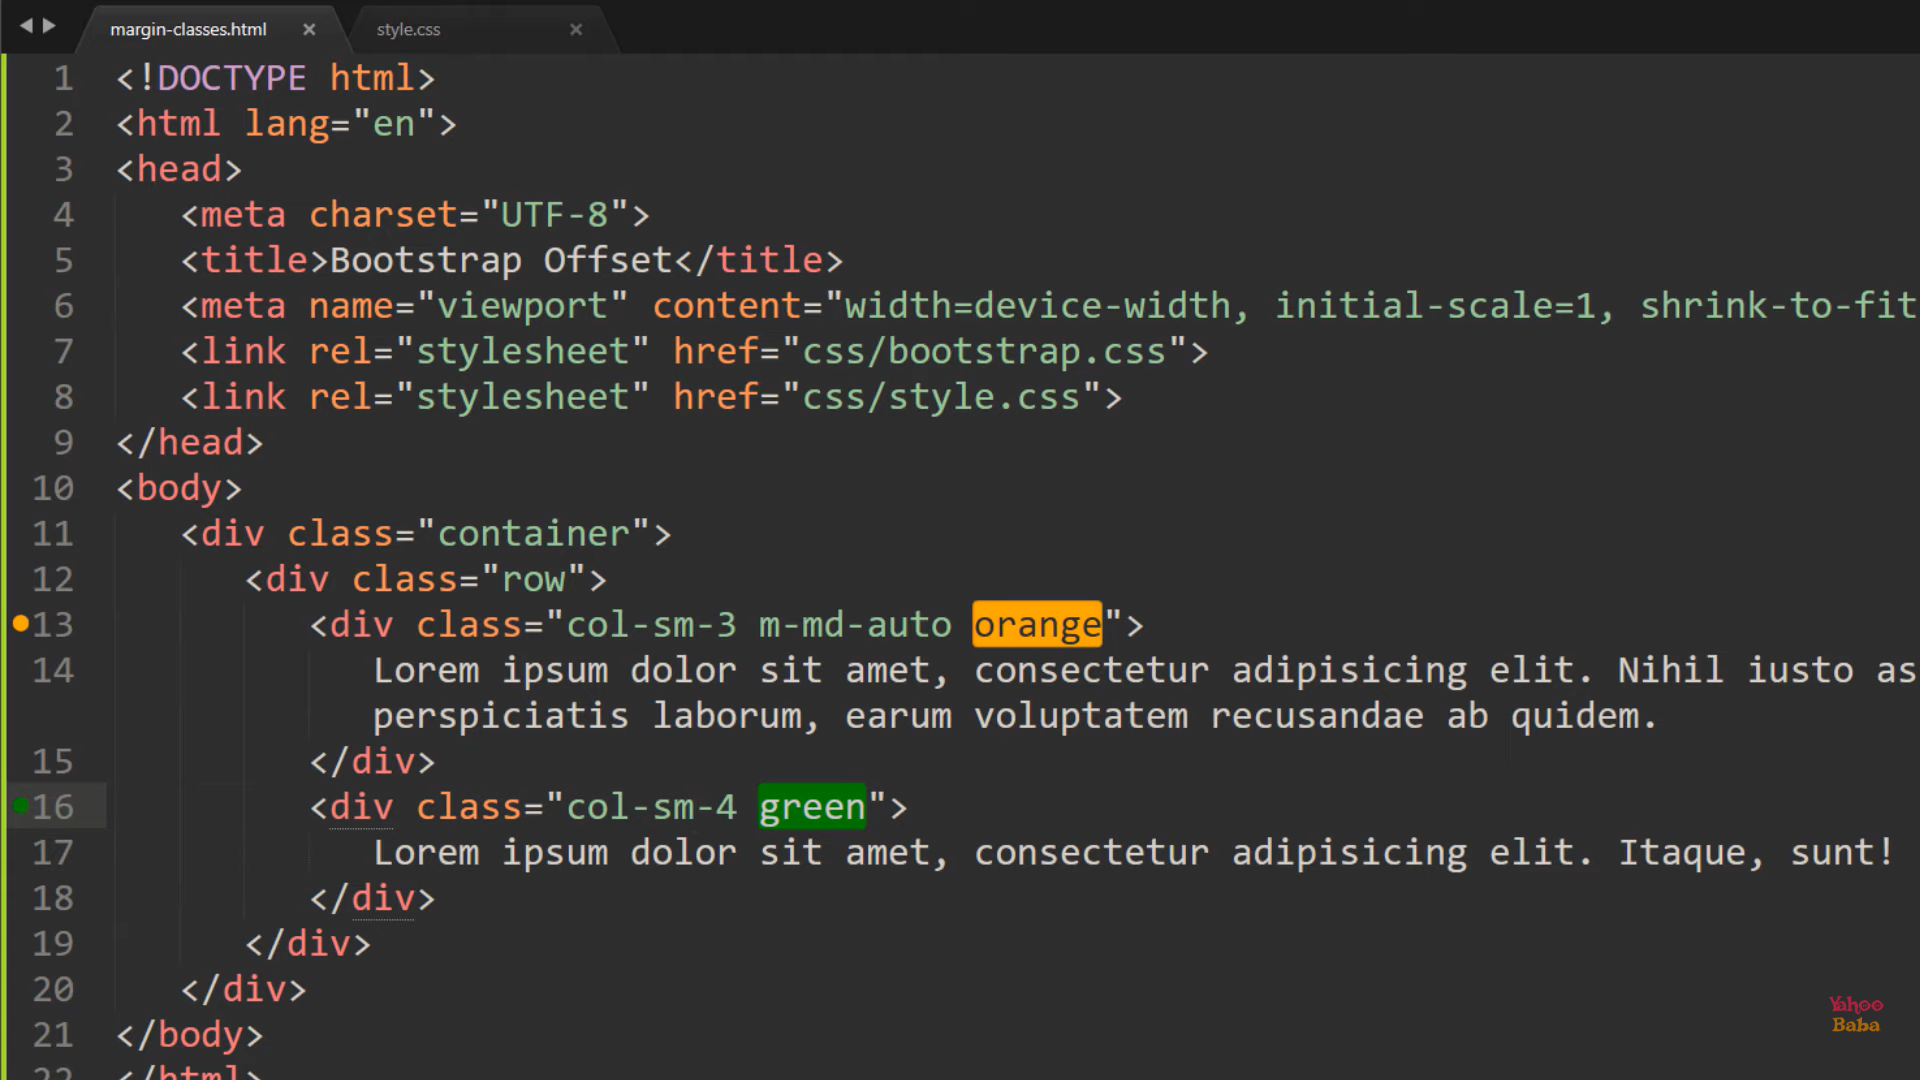 margin-classes.html × style.css ×
1 <!DOCTYPE html>
2 <html lang="en">
3 <head>
4 <meta charset="UTF-8">
5 <title>Bootstrap Offset</title>
6 <meta name="viewport" content="width=device-width, initial-scale=1, shrink-to-fit
7 <link rel="stylesheet" href="css/bootstrap.css">
8 <link rel="stylesheet" href="css/style.css">
9 </head>
10 <body>
11 <div class="container">
12 <div class="row">
13 <div class="col-sm-3 m-md-auto orange">
14 Lorem ipsum dolor sit amet, consectetur adipisicing elit. Nihil iusto as
perspiciatis laborum, earum voluptatem recusandae ab quidem.
15 </div>
16 <div class="col-sm-4 green">
17 Lorem ipsum dolor sit amet, consectetur adipisicing elit. Itaque, sunt!
18 </div>
19 </div>
20 </div>
21 </body>
22 </html>
Yahoo
Baba